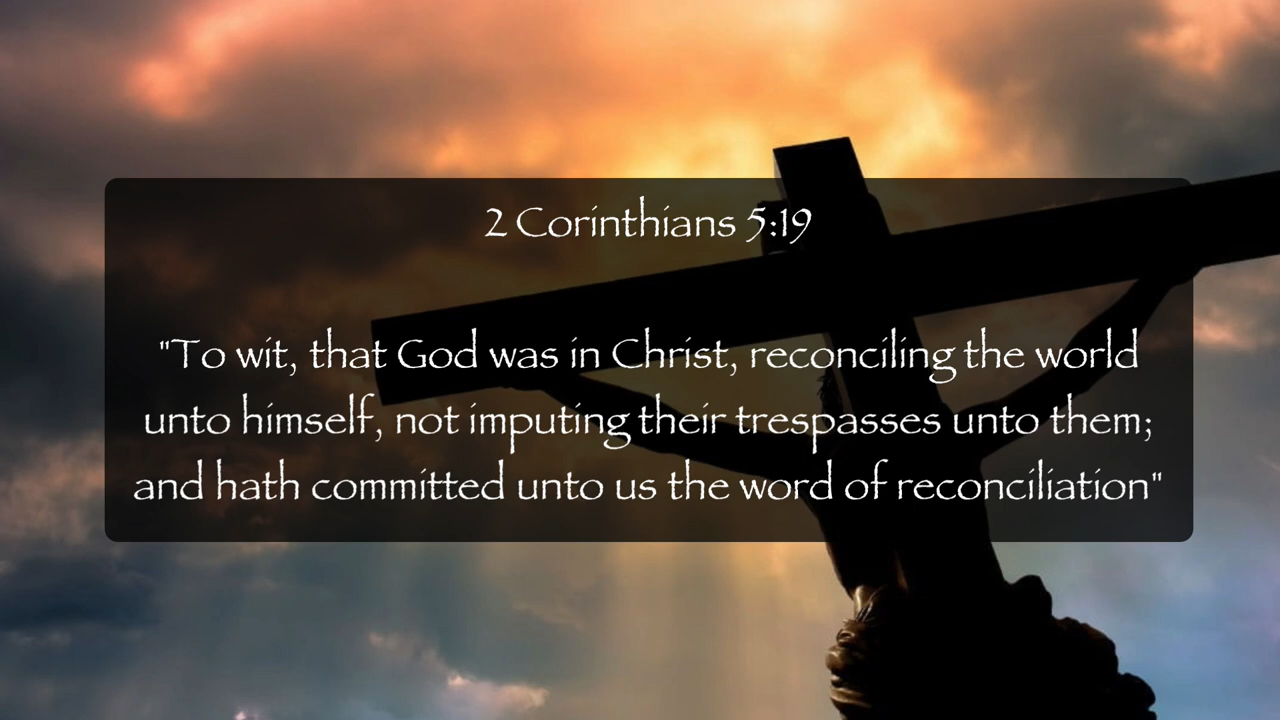 2 Corinthians 5:19
"To wit, that God was in Christ, reconciling the world
unto himself, not imputing their trespasses unto them;
and hath committed unto us the word of reconciliation"